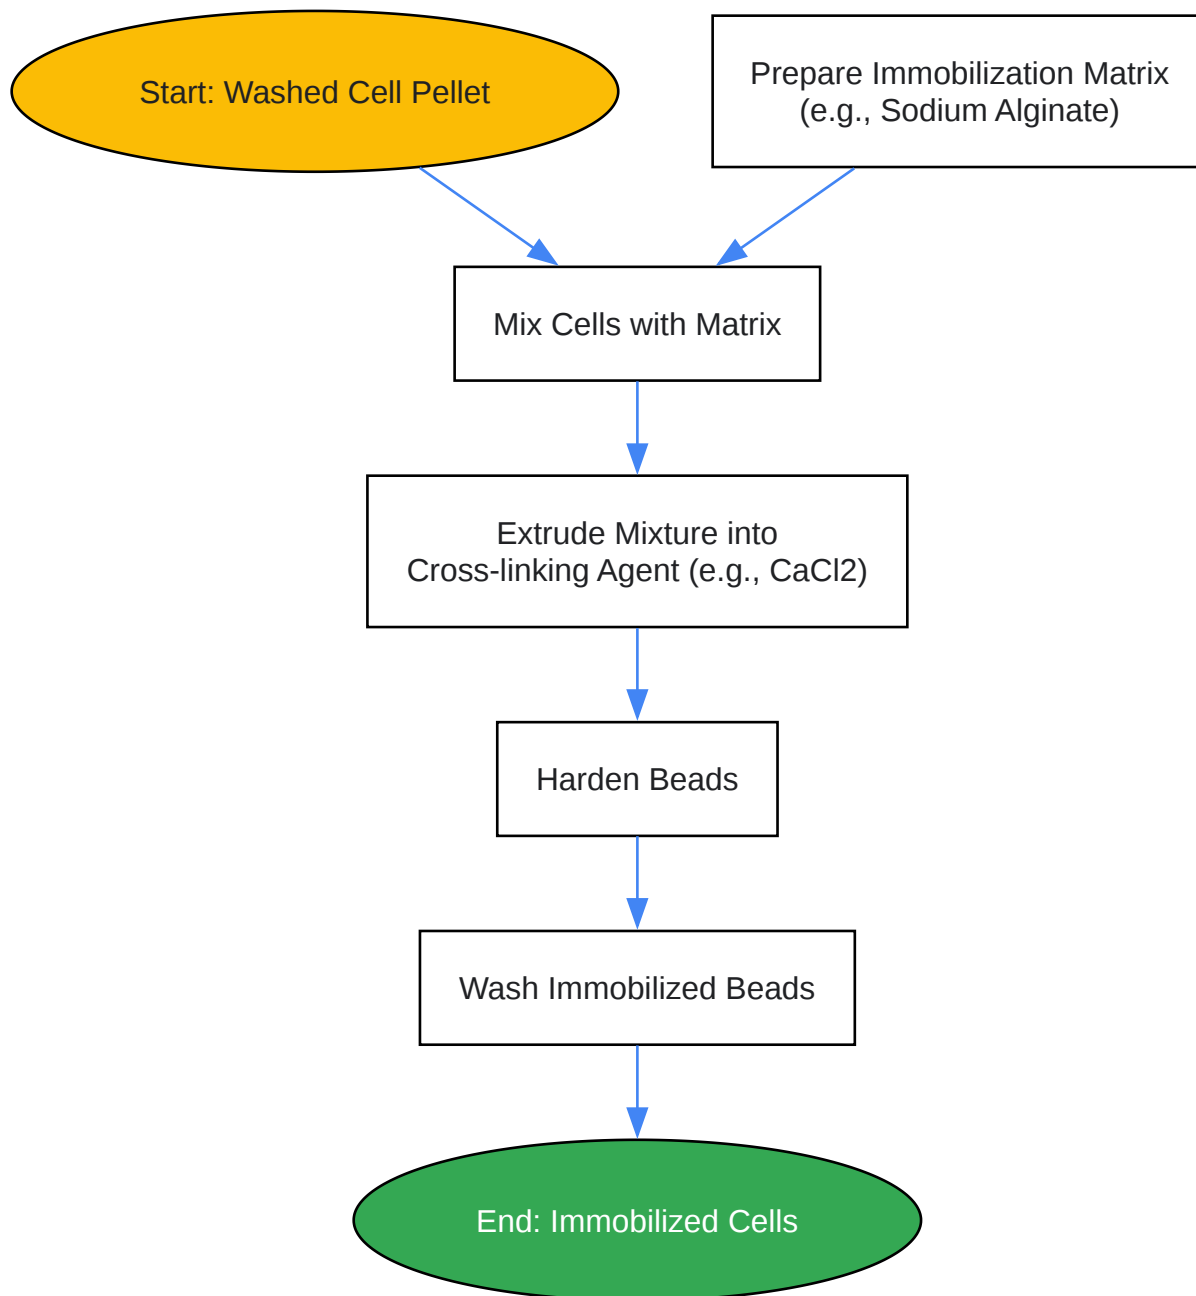 Start: Washed Cell Pellet
Prepare Immobilization Matrix
(e.g., Sodium Alginate)
Mix Cells with Matrix
Extrude Mixture into
Cross-linking Agent (e.g., CaCl2)
Harden Beads
Wash Immobilized Beads
End: Immobilized Cells